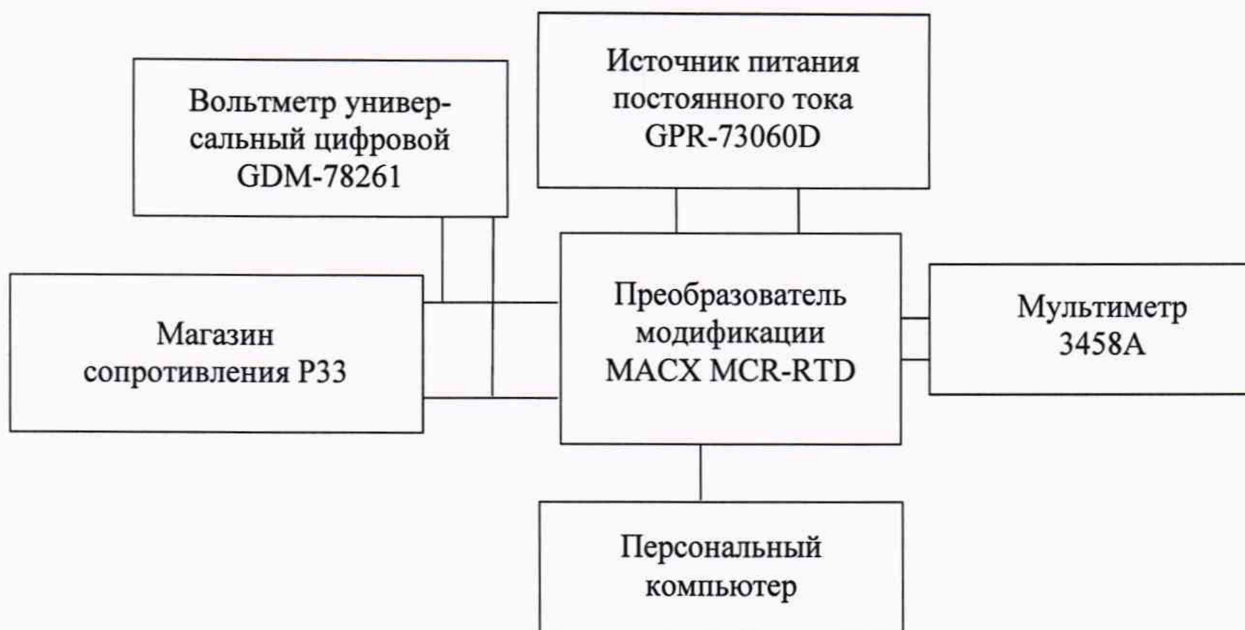 Источник питания
постоянного тока
GPR-73060D
Вольтметр универ-
сальный цифровой
GDM-78261
Магазин
сопротивления Р33
Преобразователь
модификации
MACX MCR-RTD
Мультиметр
3458А
Персональный
компьютер